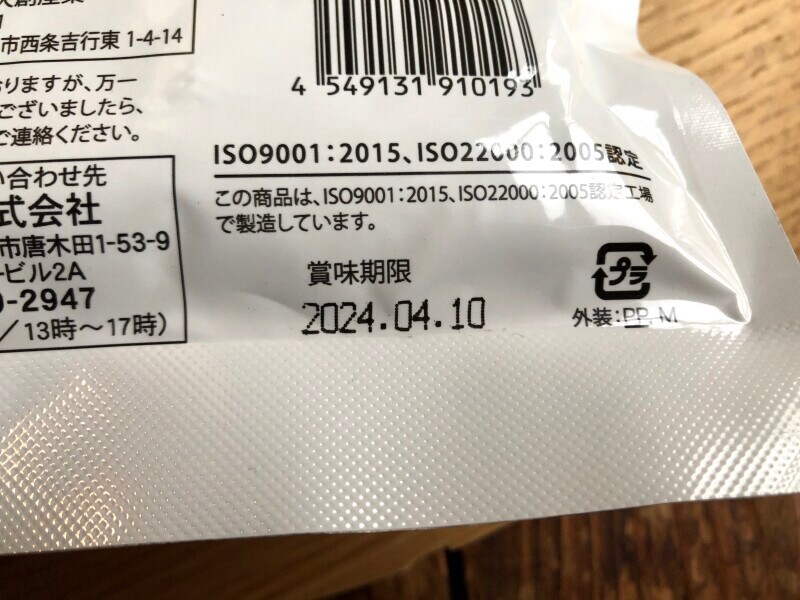 市西条吉行東 1-4-14
おりますが、万一
ございましたら、
ご連絡ください。
い合わせ先
式会社
市唐木田1-53-9
ービル2A
-2947
/13時～17時)
4 549131 910193
ISO9001:2015、ISO22000:2005認定
この商品は、ISO9001:2015、ISO22000:2005認定工場
で製造しています。
賞味期限
2024.04.10
プラ
外装:PP, M